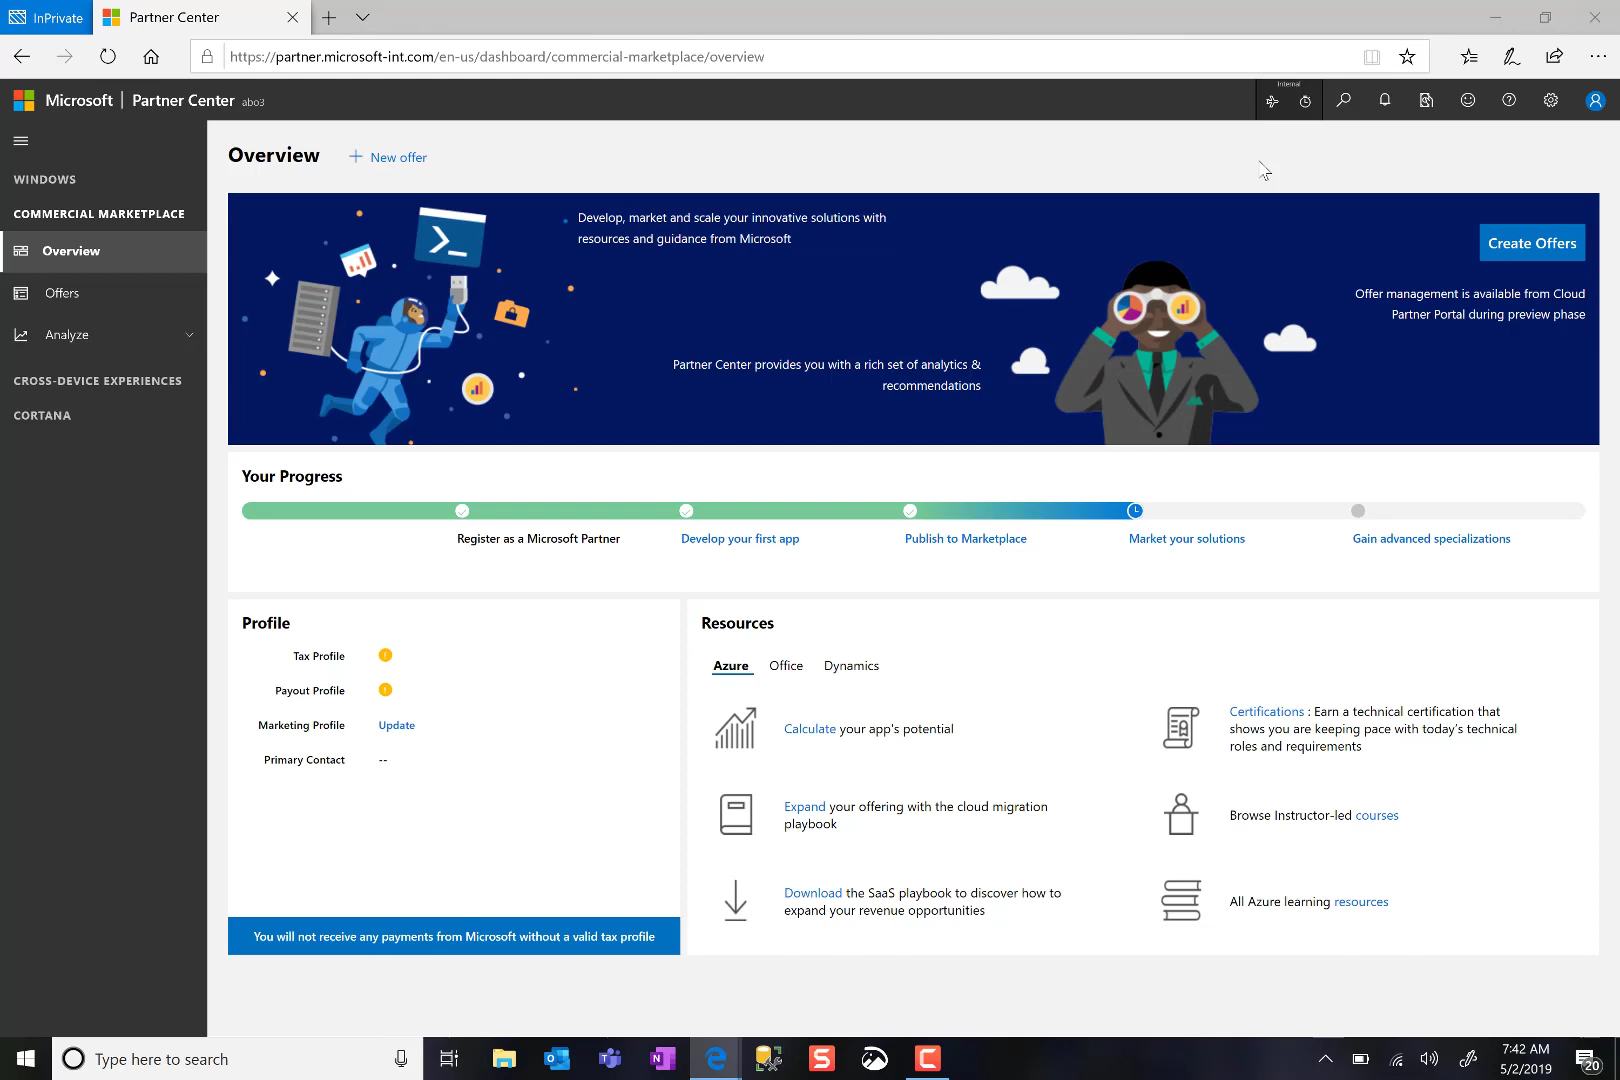 InPrivate
Partner Center
https://partner.microsoft-int.com/en-us/dashboard/commercial-marketplace/overview
Microsoft | Partner Center abo3
Internal
WINDOWS
COMMERCIAL MARKETPLACE
Overview
Offers
Analyze
CROSS-DEVICE EXPERIENCES
CORTANA
Overview
New offer
Develop, market and scale your innovative solutions with
resources and guidance from Microsoft
Partner Center provides you with a rich set of analytics &
recommendations
Create Offers
Offer management is available from Cloud
Partner Portal during preview phase
Your Progress
Register as a Microsoft Partner
Develop your first app
Publish to Marketplace
Market your solutions
Gain advanced specializations
Profile
Tax Profile
Payout Profile
Marketing Profile Update
Primary Contact --
You will not receive any payments from Microsoft without a valid tax profile
Resources
Azure Office Dynamics
Calculate your app's potential
Expand your offering with the cloud migration
playbook
Download the SaaS playbook to discover how to
expand your revenue opportunities
Certifications : Earn a technical certification that
shows you are keeping pace with today's technical
roles and requirements
Browse Instructor-led courses
All Azure learning resources
Type here to search
7:42 AM
5/2/2019
20